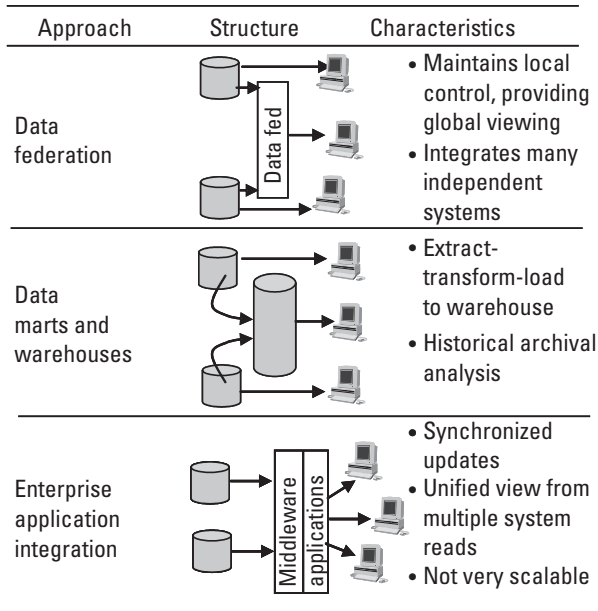 Approach Structure Characteristics
Data
federation
Data fed
• Maintains local
control, providing
global viewing
• Integrates many
independent
systems
Data
marts and
warehouses
• Extract-
transform-load
to warehouse
• Historical archival
analysis
Enterprise
application
integration
Middleware
applications
• Synchronized
updates
• Unified view from
multiple system
reads
• Not very scalable